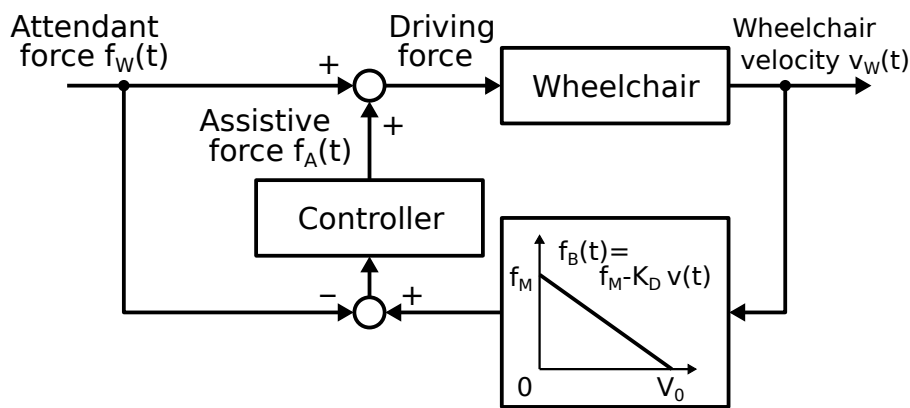 Attendant
force f_W(t)
Driving
force
Wheelchair
velocity v_W(t)
+
Wheelchair
+
Assistive
force f_A(t)
Controller
f_B(t)=
f_M-K_D v(t)
f_M
−
+
0
V_0